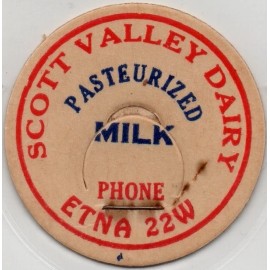 SCOTT VALLEY DAIRY
PASTEURIZED
MILK
PHONE
ETNA 22W